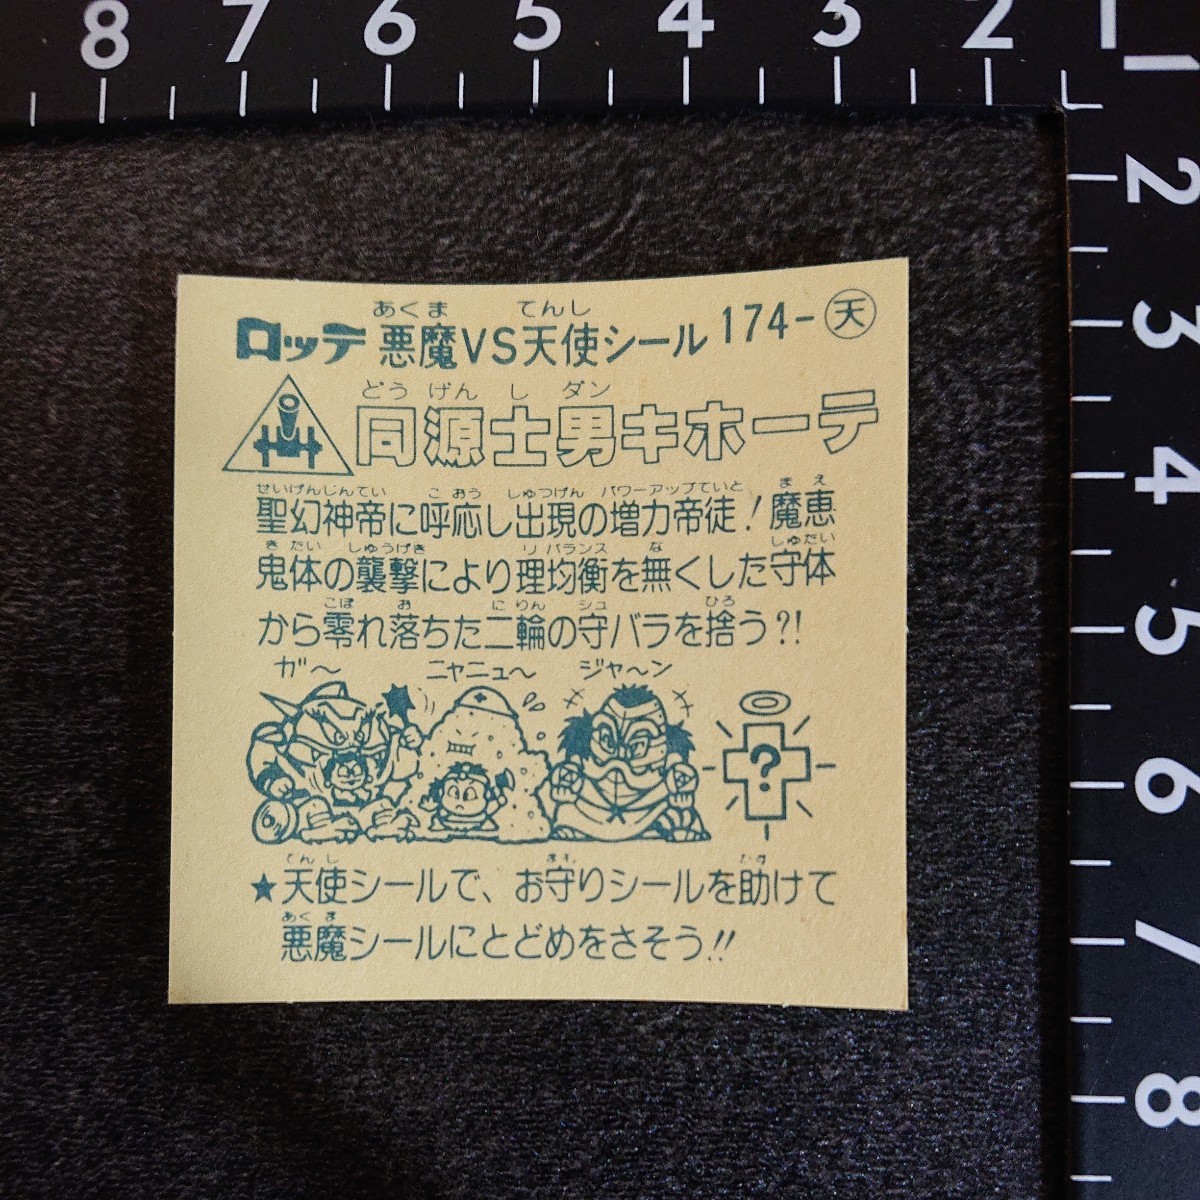 8 7 6 5 4 3 2 1
1
2
3
4
5
6
7
8
あくま てんし
ロッテ 悪魔VS天使シール 174-天
どう げん し ダン
同源士男キホーテ
せいげんじんてい こ おう しゅつげん パワーアップていと まえ
聖幻神帝に呼応し出現の増力帝徒!魔恵
き たい しゅうげき り バランス な しゅたい
鬼体の襲撃により理均衡を無くした守体
こぼ お に りん シュ ひろ
から零れ落ちた二輪の守バラを捨う?!
ガ〜 ニャニュ〜 ジャ〜ン
?
てんし まも たす
★天使シールで、お守りシールを助けて
あくま
悪魔シールにとどめをさそう!!